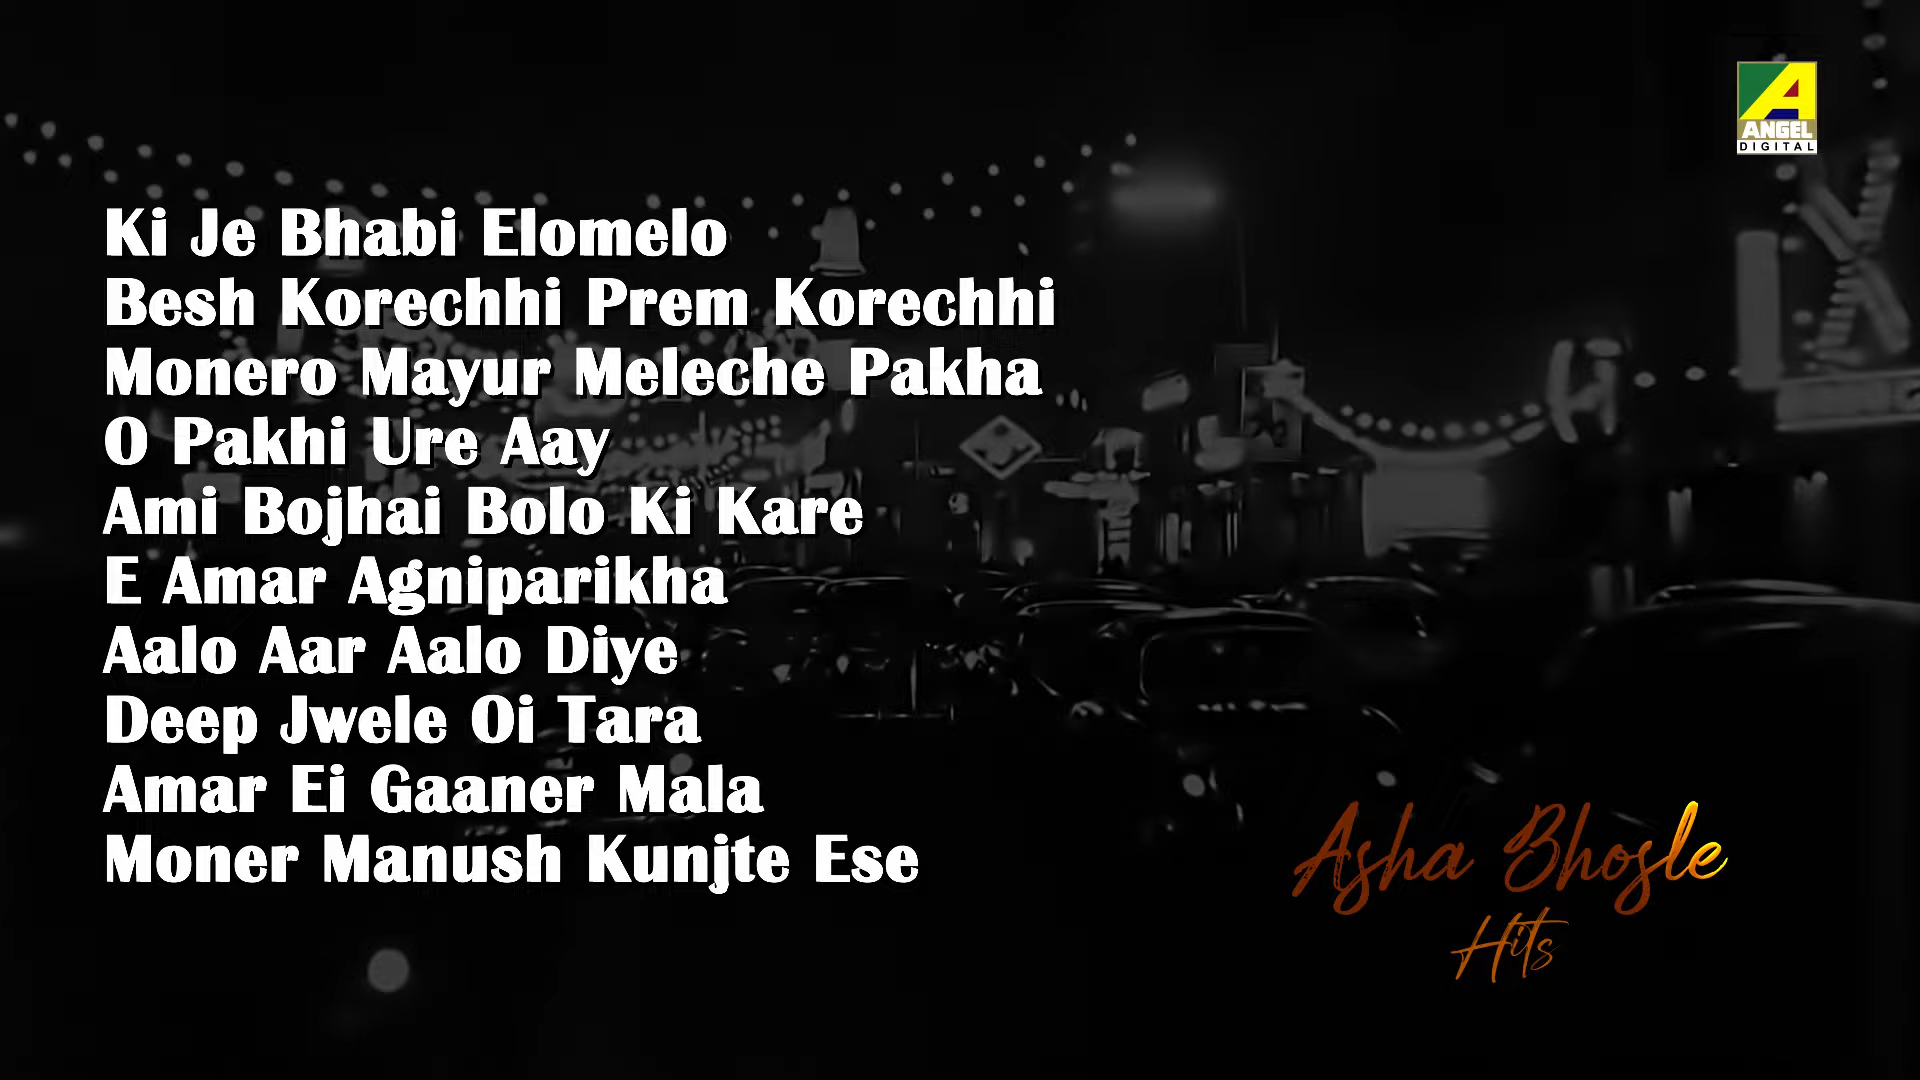 ANGEL
DIGITAL
Ki Je Bhabi Elomelo
Besh Korechhi Prem Korechhi
Monero Mayur Meleche Pakha
O Pakhi Ure Aay
Ami Bojhai Bolo Ki Kare
E Amar Agniparikha
Aalo Aar Aalo Diye
Deep Jwele Oi Tara
Amar Ei Gaaner Mala
Moner Manush Kunjte Ese
Asha Bhosle
Hits